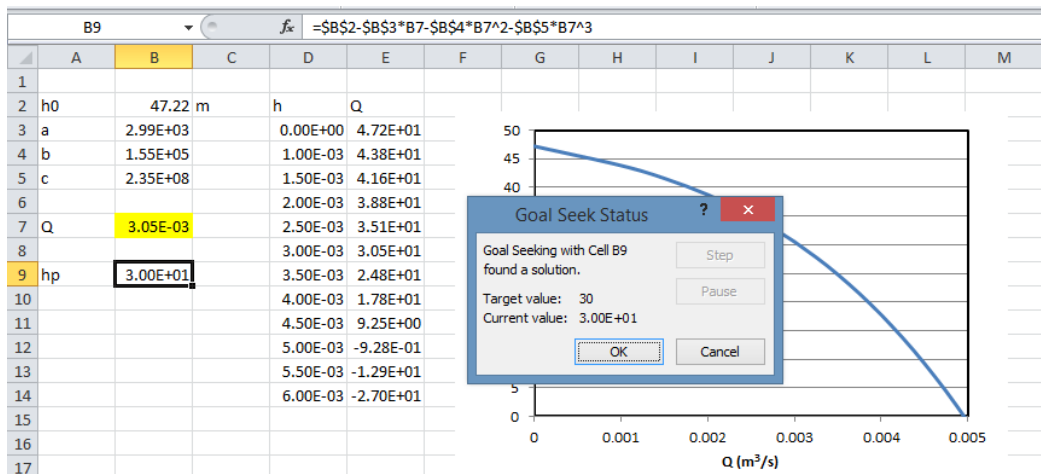 B9 fx =$B$2-$B$3*B7-$B$4*B7^2-$B$5*B7^3
A B C D E F G H I J K L M
1
2 h0 47.22 m h Q
3 a 2.99E+03 0.00E+00 4.72E+01
4 b 1.55E+05 1.00E-03 4.38E+01
5 c 2.35E+08 1.50E-03 4.16E+01
6 2.00E-03 3.88E+01
7 Q 3.05E-03 2.50E-03 3.51E+01
8 3.00E-03 3.05E+01
9 hp 3.00E+01 3.50E-03 2.48E+01
10 4.00E-03 1.78E+01
11 4.50E-03 9.25E+00
12 5.00E-03 -9.28E-01
13 5.50E-03 -1.29E+01
14 6.00E-03 -2.70E+01
15
16
17
50
45
40
5
0
0 0.001 0.002 0.003 0.004 0.005
Q (m³/s)
Goal Seek Status ? ×
Goal Seeking with Cell B9
found a solution.
Target value: 30
Current value: 3.00E+01
Step
Pause
OK Cancel